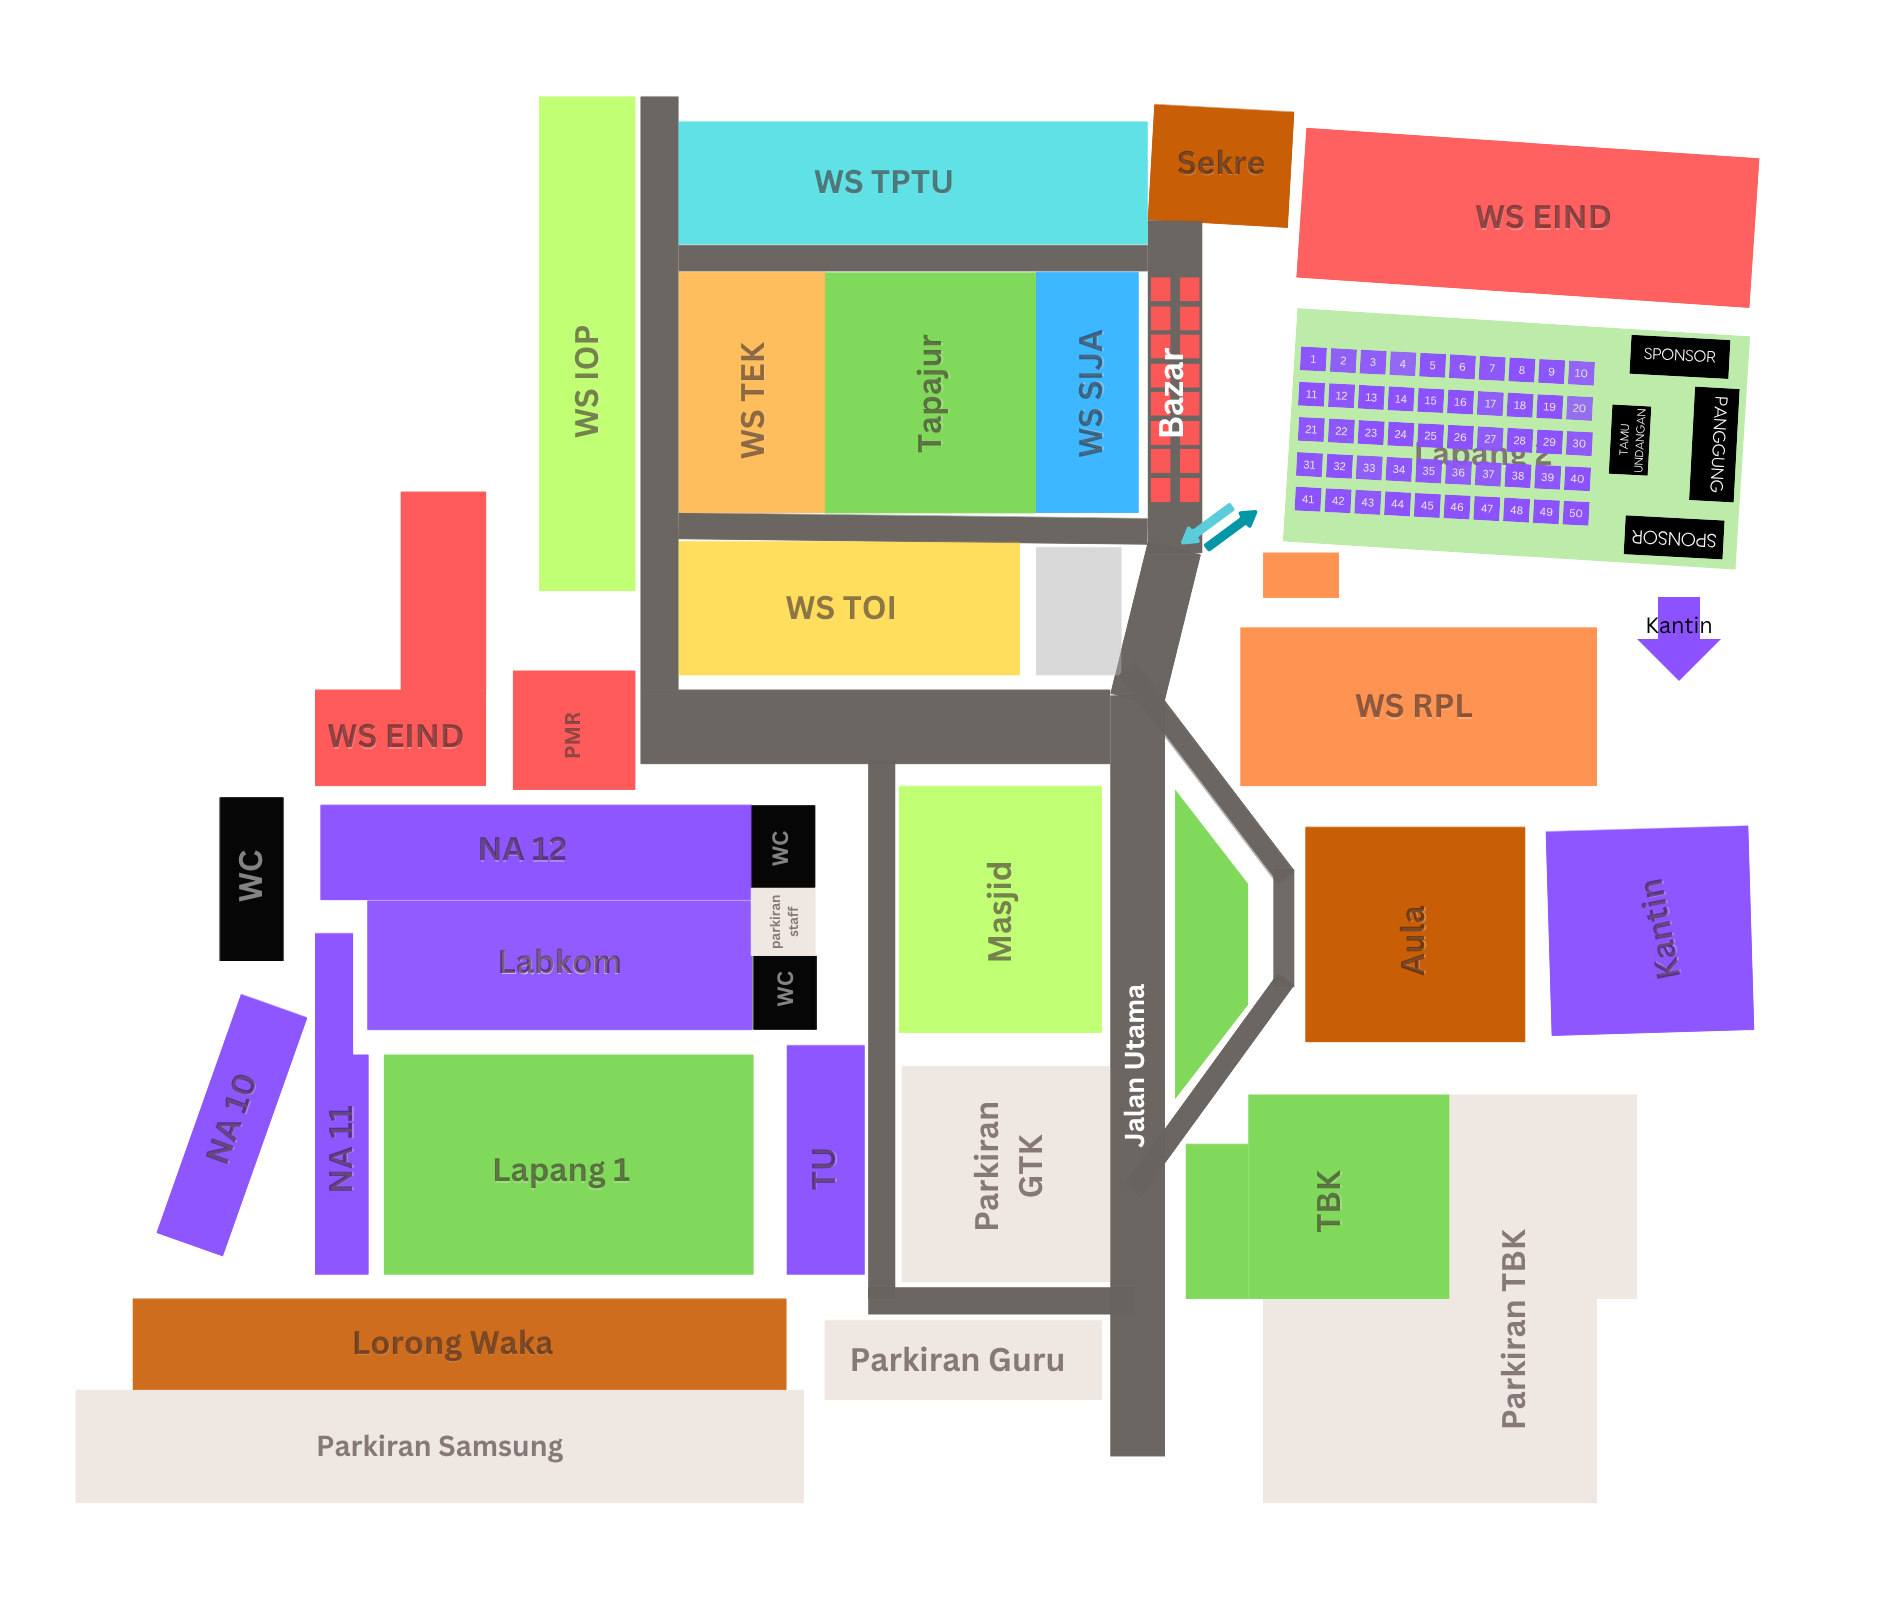 WS TPTU
Sekre
WS EIND
WS IOP
WS TEK
Tapajur
WS SIJA
Bazar
SPONSOR
1 2 3 4 5 6 7 8 9 10
11 12 13 14 15 16 17 18 19 20
21 22 23 24 25 26 27 28 29 30
Lapang 2
31 32 33 34 35 36 37 38 39 40
41 42 43 44 45 46 47 48 49 50
TAMU
UNDANGAN
PANGGUNG
SPONSOR
WS TOI
Kantin
WS RPL
WS EIND
PMR
WC
NA 12
WC
parkiran
staff
Labkom
WC
Masjid
Aula
Kantin
Jalan Utama
NA 10
NA 11
Lapang 1
TU
Parkiran
GTK
TBK
Parkiran TBK
Lorong Waka
Parkiran Guru
Parkiran Samsung